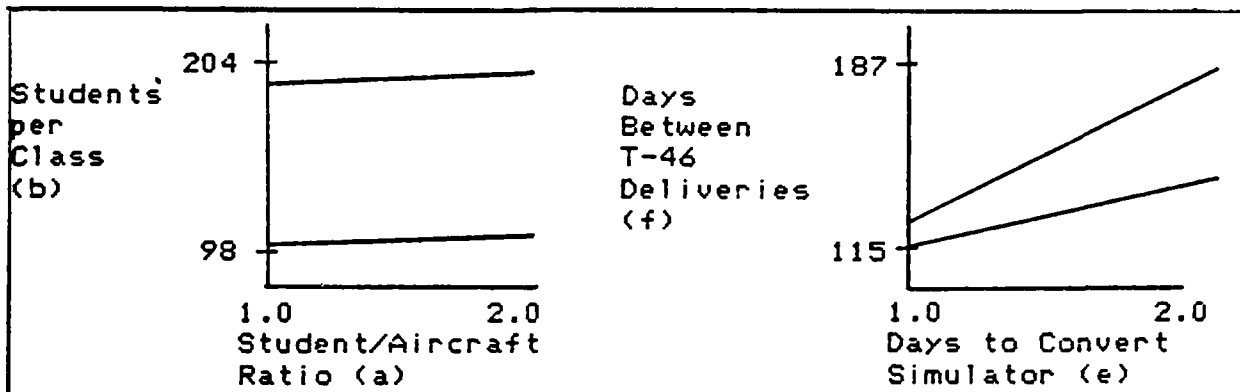 204
Students
per
Class
(b)
98
1.0 2.0
Student/Aircraft
Ratio (a)
187
Days
Between
T-46
Deliveries
(f)
115
1.0 2.0
Days to Convert
Simulator (e)